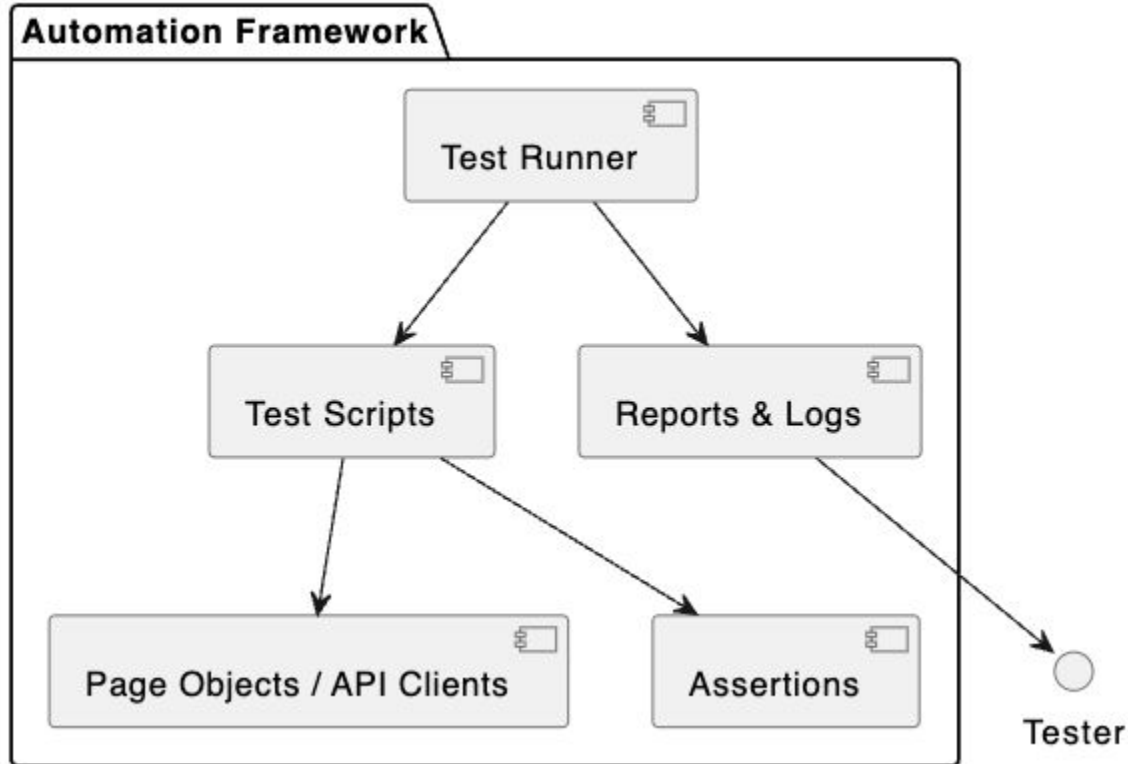 Automation Framework
Test Runner
Test Scripts
Reports & Logs
Page Objects / API Clients
Assertions
Tester